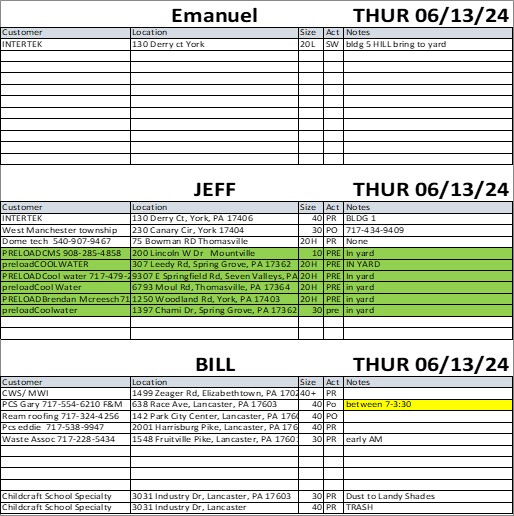 Emanuel THUR 06/13/24
Customer Location Size Act Notes
INTERTEK 130 Derry ct York 20L SW bldg 5 HILL bring to yard
JEFF THUR 06/13/24
Customer Location Size Act Notes
INTERTEK 130 Derry Ct, York, PA 17406 40 PR BLDG 1
West Manchester township 230 Canary Cir, York, PA 17404 30 PO 717-434-9409
Dome tech 540-907-9467 75 Bowman RD Thomasville 20H PR None
PRELOADCMS 908-285-4858 200 Lincoln W Dr Mountville 10 PRE In yard
preloadCOOLWATER 307 Leedy Rd, Spring Grove, PA 17362 20H PRE IN YARD
PRELOADCool water 717-479-2 9307 E Springfield Rd, Seven Valleys, PA 20H PRE in yard
preloadCool Water 6793 Moul Rd, Thomasville, PA 17364 20H PRE in yard
PRELOADBrendan Mcreesch71 1250 Woodland Rd, York, PA 17403 20H PRE in yard
preloadCoolwater 1397 Chami Dr, Spring Grove, PA 17362 30 pre in yard
BILL THUR 06/13/24
Customer Location Size Act Notes
CWS/ MWI 1499 Zeager Rd, Elizabethtown, PA 1702 40+ PR
PCS Gary 717-554-6210 F&M 638 Race Ave, Lancaster, PA 17603 40 Po between 7-3:30
Ream roofing 717-324-4256 142 Park City Center, Lancaster, PA 1760 40 PO
Pcs eddie 717-538-9947 2001 Harrisburg Pike, Lancaster, PA 176 40 PR
Waste Assoc 717-228-5434 1548 Fruitville Pike, Lancaster, PA 1760 30 PR early AM
Childcraft School Specialty 3031 Industry Dr, Lancaster, PA 17603 30 PR Dust to Landy Shades
Childcraft School Specialty 3031 Industry Dr, Lancaster 40 PR TRASH